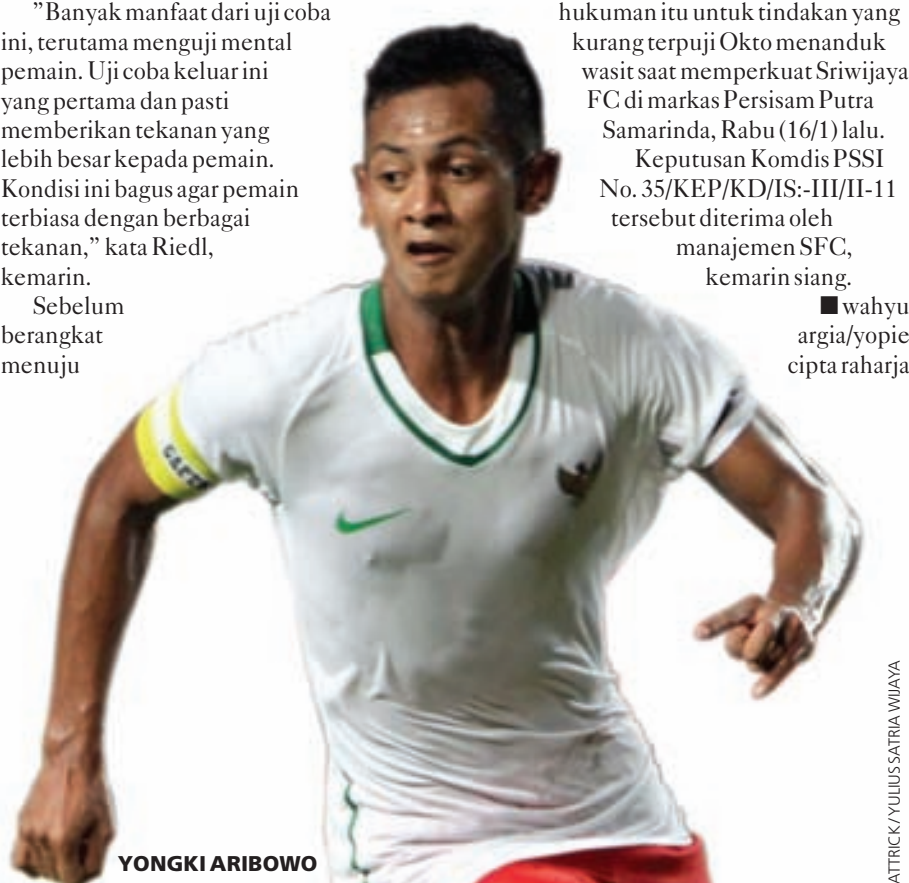 ”Banyak manfaat dari uji coba
ini, terutama menguji mental
pemain. Uji coba keluar ini
yang pertama dan pasti
memberikan tekanan yang
lebih besar kepada pemain.
Kondisi ini bagus agar pemain
terbiasa dengan berbagai
tekanan,” kata Riedl,
kemarin.
Sebelum
berangkat
menuju
hukuman itu untuk tindakan yang
kurang terpuji Okto menanduk
wasit saat memperkuat Sriwijaya
FC di markas Persisam Putra
Samarinda, Rabu (16/1) lalu.
Keputusan Komdis PSSI
No. 35/KEP/KD/IS:-III/II-11
tersebut diterima oleh
manajemen SFC,
kemarin siang.
■ wahyu
argia/yopie
cipta raharja
YONGKI ARIBOWO
ATTRICK / YULIUS SATRIA WIJAYA